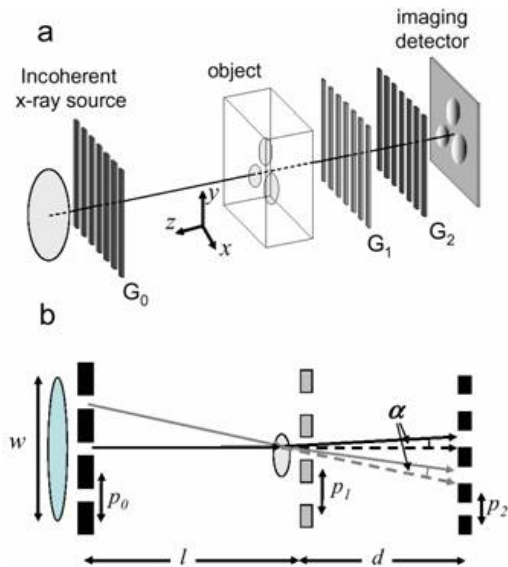 a
Incoherent
x-ray source
object
imaging
detector
y
z
x
G₀
G₁
G₂
b
w
p₀
α
p₁
p₂
l
d